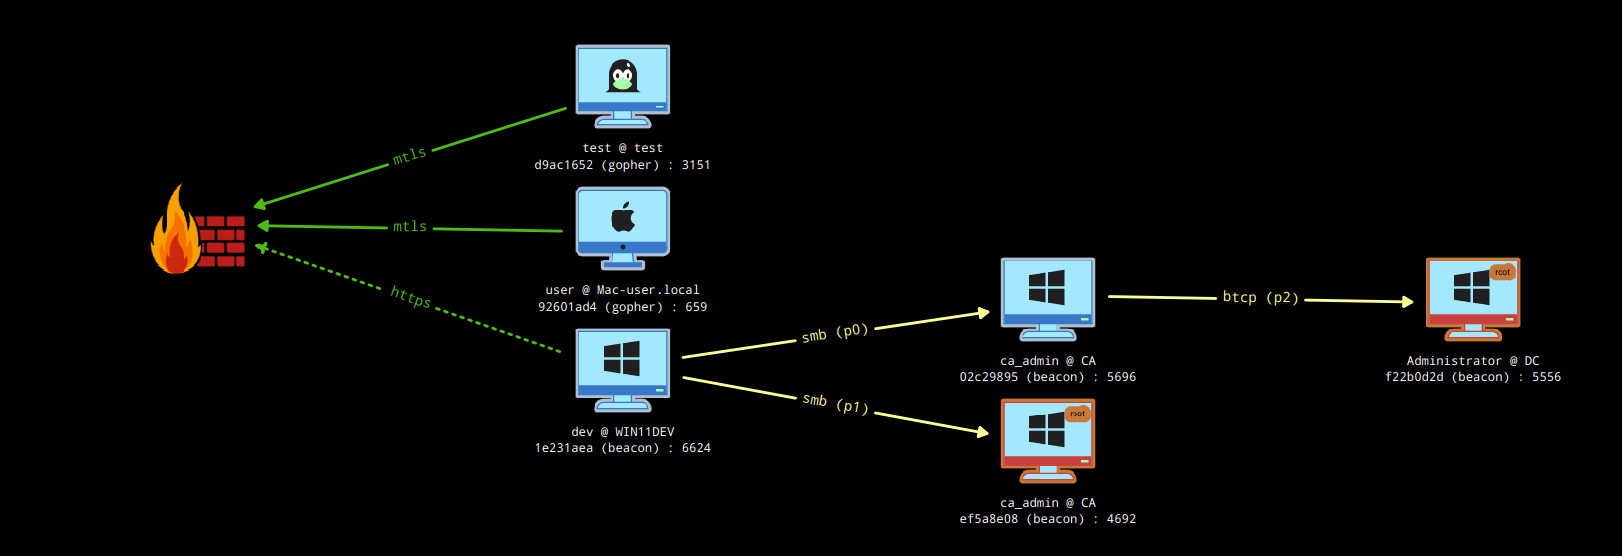 test @ test
d9ac1652 (gopher) : 3151
mtls
user @ Mac-user.local
92601ad4 (gopher) : 659
mtls
https
dev @ WIN11DEV
1e231aea (beacon) : 6624
smb (p0)
smb (p1)
ca_admin @ CA
02c29895 (beacon) : 5696
root
ca_admin @ CA
ef5a8e08 (beacon) : 4692
btcp (p2)
root
Administrator @ DC
f22b0d2d (beacon) : 5556